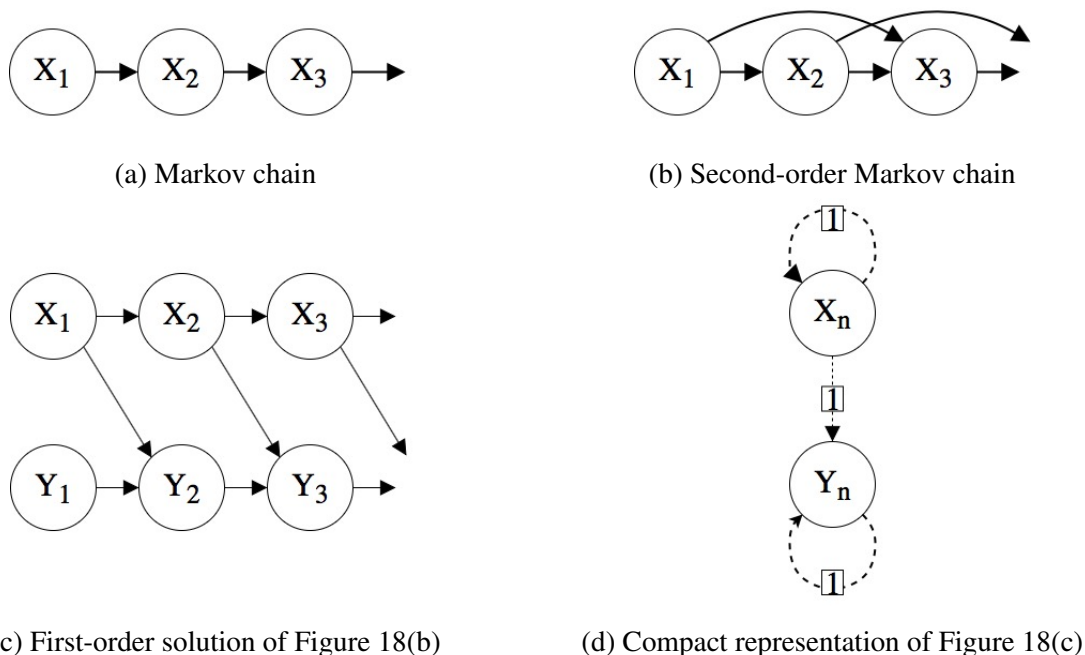 X1 X2 X3
X1 X2 X3
(a) Markov chain
(b) Second-order Markov chain
X1 X2 X3
Y1 Y2 Y3
1
Xn
1
Yn
1
c) First-order solution of Figure 18(b)
(d) Compact representation of Figure 18(c)